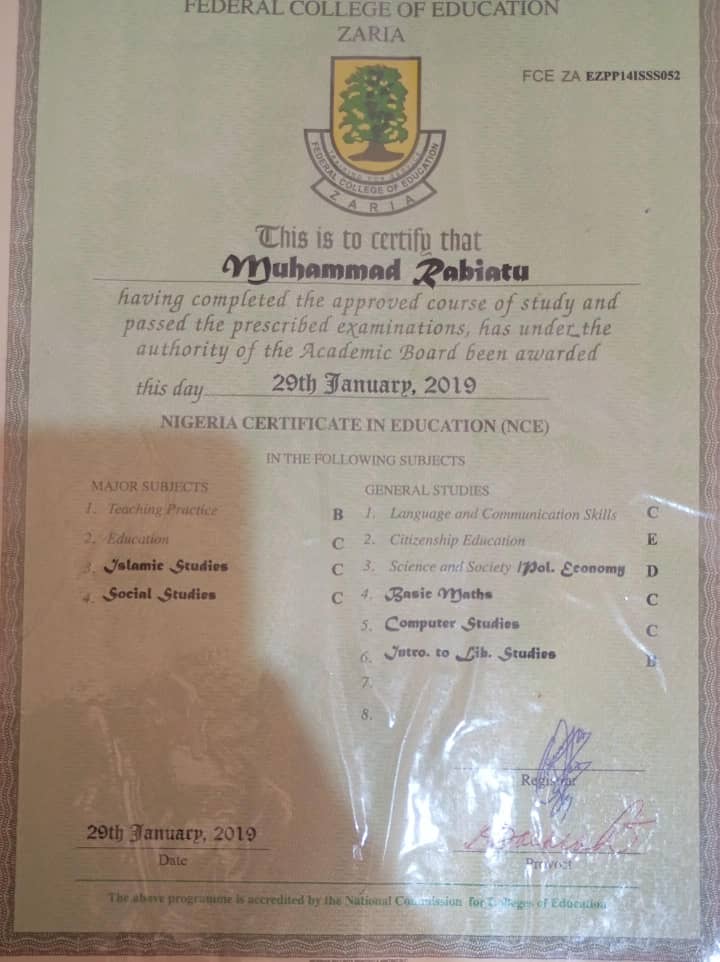 FEDERAL COLLEGE OF EDUCATION
ZARIA
FCE ZA EZPP14ISSS052
TRAINING FOR SERVICE
FEDERAL COLLEGE OF EDUCATION
ZARIA
This is to certify that
Muhammad Rabiatu
having completed the approved course of study and
passed the prescribed examinations, has under the
authority of the Academic Board been awarded
this day 29th January, 2019
NIGERIA CERTIFICATE IN EDUCATION (NCE)
IN THE FOLLOWING SUBJECTS
MAJOR SUBJECTS
1. Teaching Practice B
2. Education C
3. Islamic Studies C
4. Social Studies C
GENERAL STUDIES
1. Language and Communication Skills C
2. Citizenship Education E
3. Science and Society /Pol. Economy D
4. Basic Maths C
5. Computer Studies C
6. Intro. to Lib. Studies
7.
8.
Registrar
29th January, 2019
Date
Provost
The above programme is accredited by the National Commission for Colleges of Education